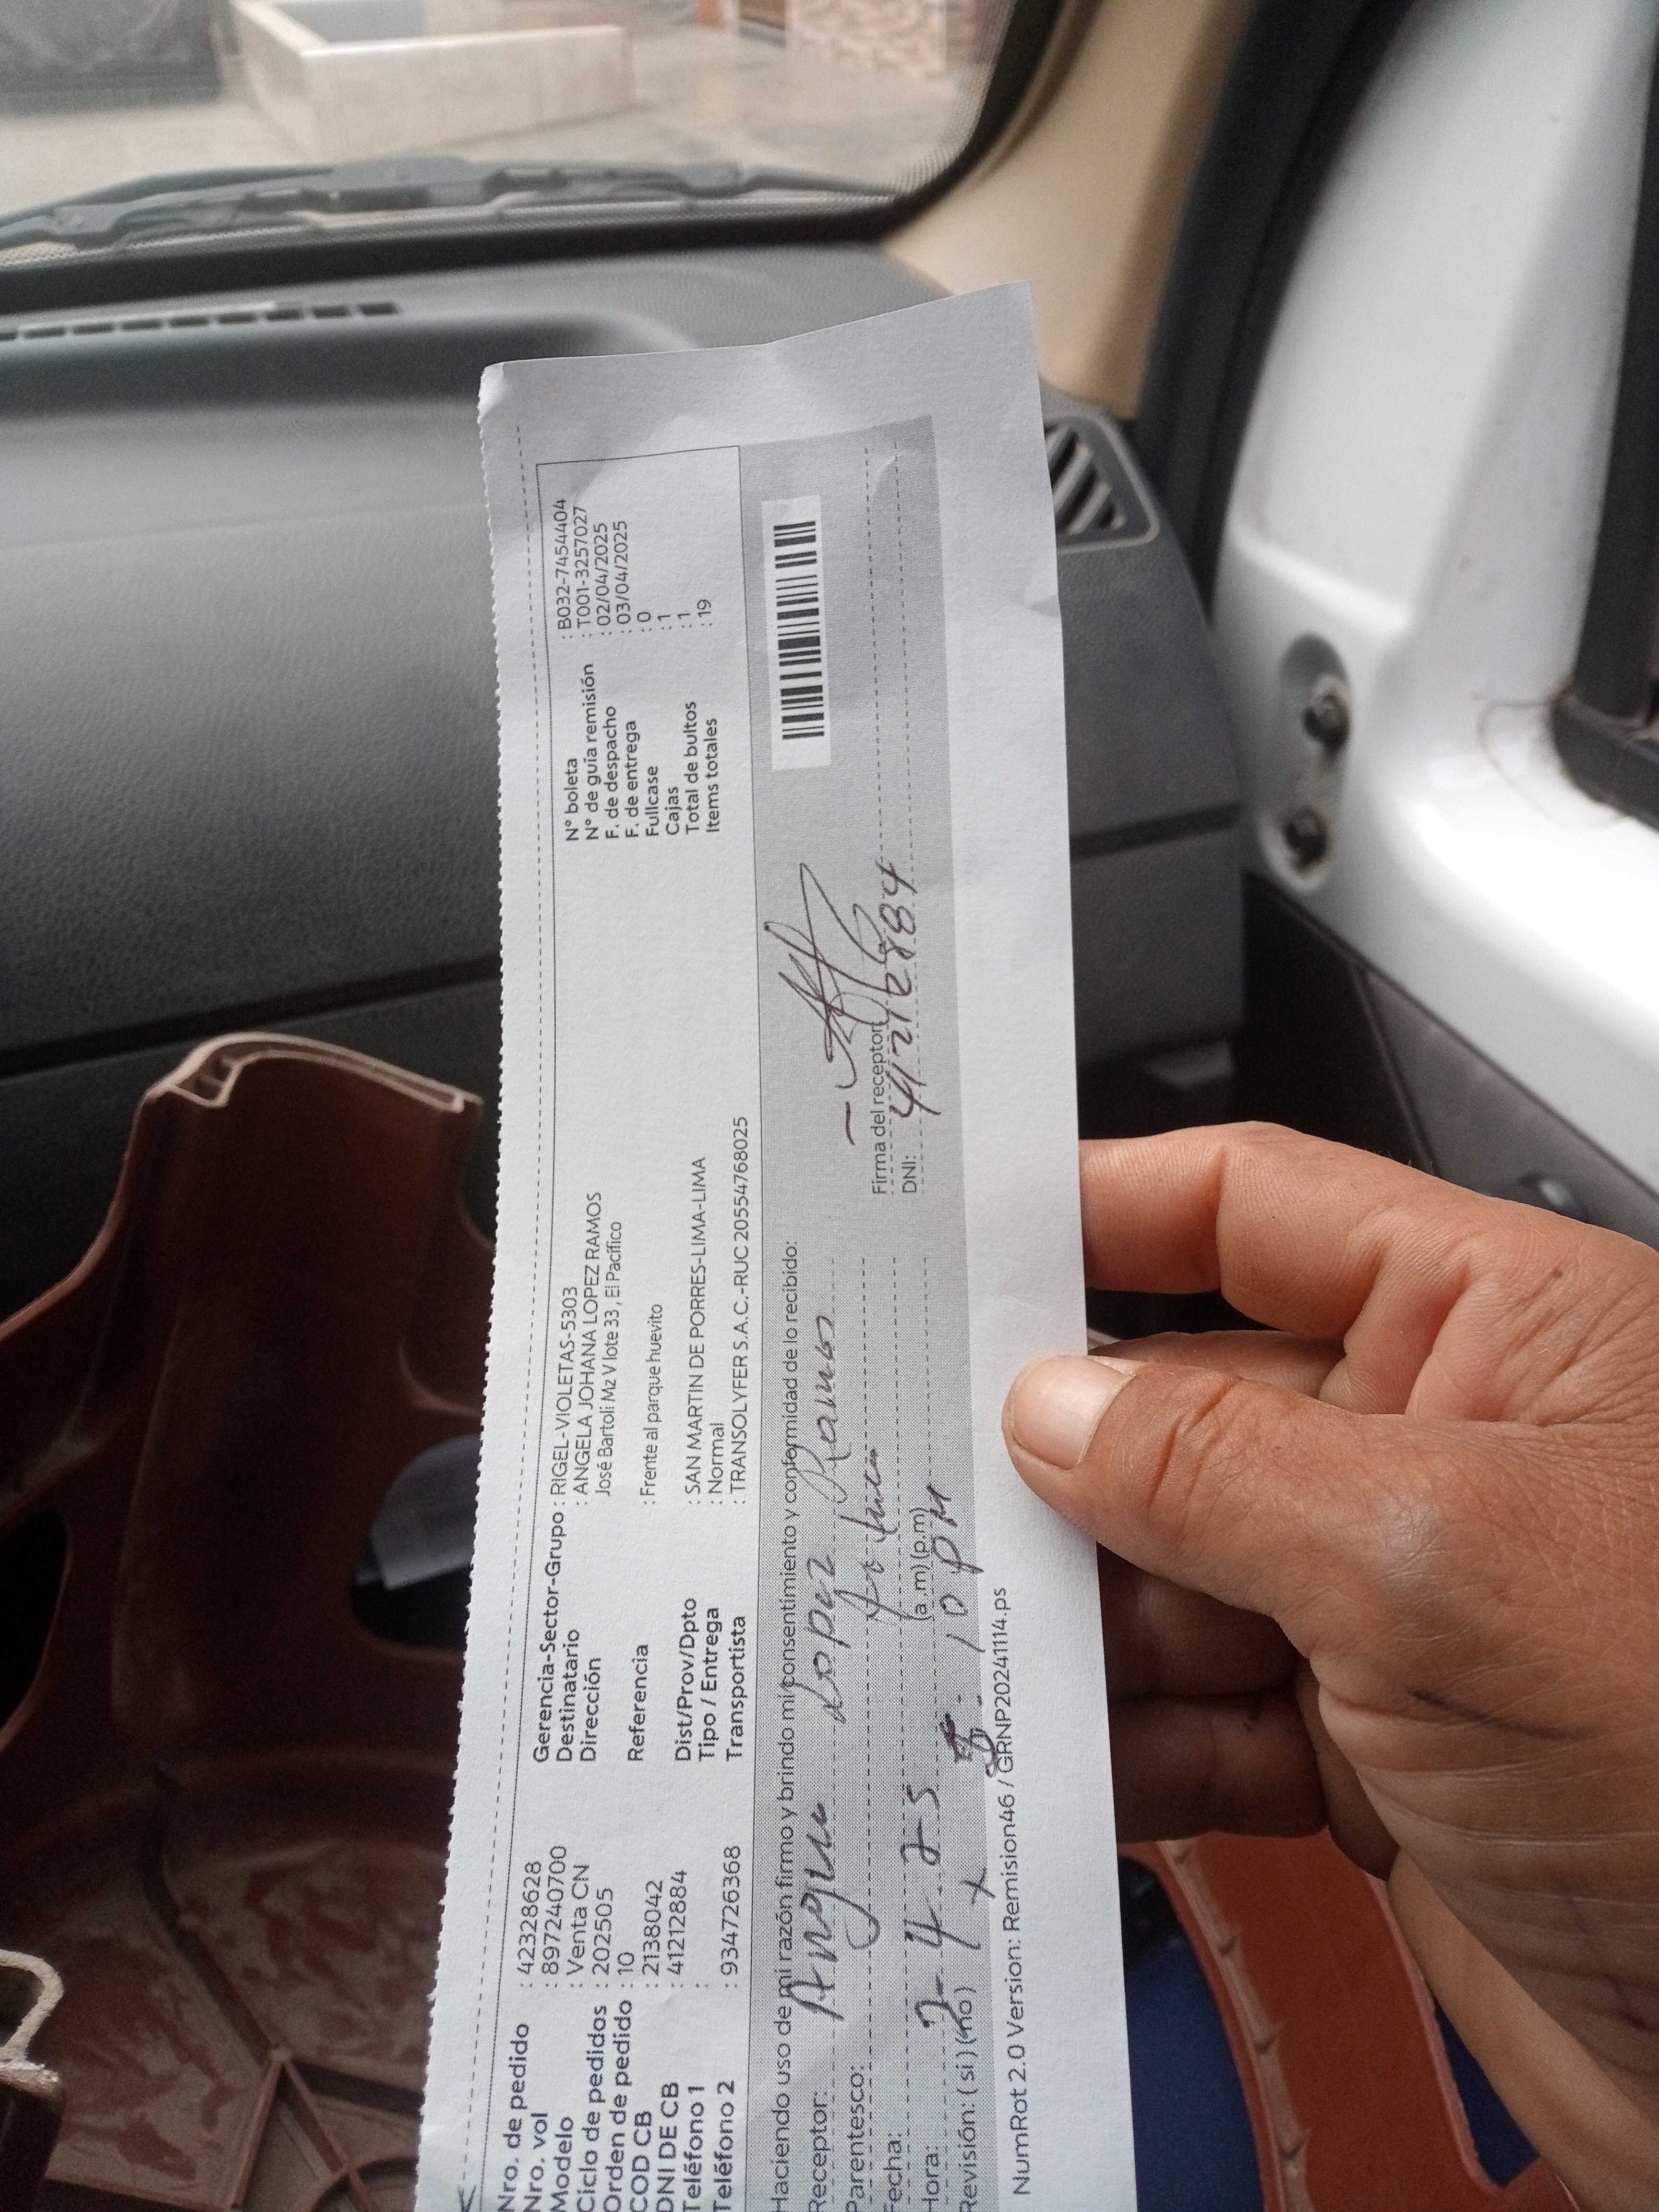 Nro. de pedido : 42328628
Nro. vol : 897240700
Modelo : Venta CN
Ciclo de pedidos : 202505
Orden de pedido : 10
COD CB : 2138042
DNI DE CB : 41212884
Teléfono 1 :
Teléfono 2 : 934726368
Gerencia-Sector-Grupo : RIGEL-VIOLETAS-5303
Destinatario : ANGELA JOHANA LOPEZ RAMOS
Dirección José Bartoli Mz V lote 33 , El Pacífico
Referencia : Frente al parque huevito
Dist/Prov/Dpto : SAN MARTIN DE PORRES-LIMA-LIMA
Tipo / Entrega : Normal
Transportista : TRANSOLYFER S.A.C.-RUC 20554768025
N° boleta : B032-7454404
N° de guía remisión : T001-3257027
F. de despacho : 02/04/2025
F. de entrega : 03/04/2025
Fullcase : 0
Cajas : 1
Total de bultos : 1
Items totales : 19
Haciendo uso de mi razón firmo y brindo mi consentimiento y conformidad de lo recibido:
Receptor: Angela Lopez Ramos
Parentesco:
Fecha: 2-4-25
Hora: (a .m) (p.m) 10 PM
Revisión: ( si ) (no) x
Firma del receptor:
DNI: 41212884
NumRot 2.0 Version: Remision46 / GRNP20241114.ps